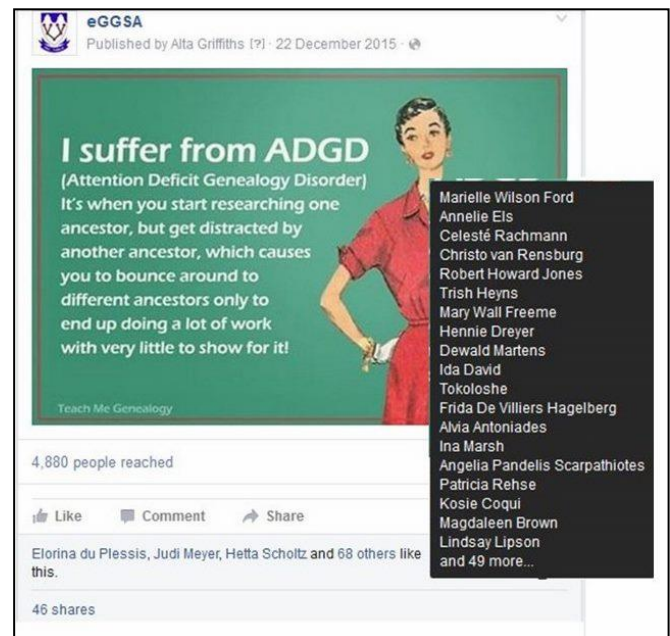 eGGSA
Published by Alta Griffiths [?] · 22 December 2015 ·
I suffer from ADGD
(Attention Deficit Genealogy Disorder)
It's when you start researching one
ancestor, but get distracted by
another ancestor, which causes
you to bounce around to
different ancestors only to
end up doing a lot of work
with very little to show for it!
Teach Me Genealogy
4,880 people reached
Like Comment Share
Elorina du Plessis, Judi Meyer, Hetta Scholtz and 68 others like
this.
46 shares
Marielle Wilson Ford
Annelie Els
Celesté Rachmann
Christo van Rensburg
Robert Howard Jones
Trish Heyns
Mary Wall Freeme
Hennie Dreyer
Dewald Martens
Ida David
Tokoloshe
Frida De Villiers Hagelberg
Alvia Antoniades
Ina Marsh
Angelia Pandelis Scarpathiotes
Patricia Rehse
Kosie Coqui
Magdaleen Brown
Lindsay Lipson
and 49 more...